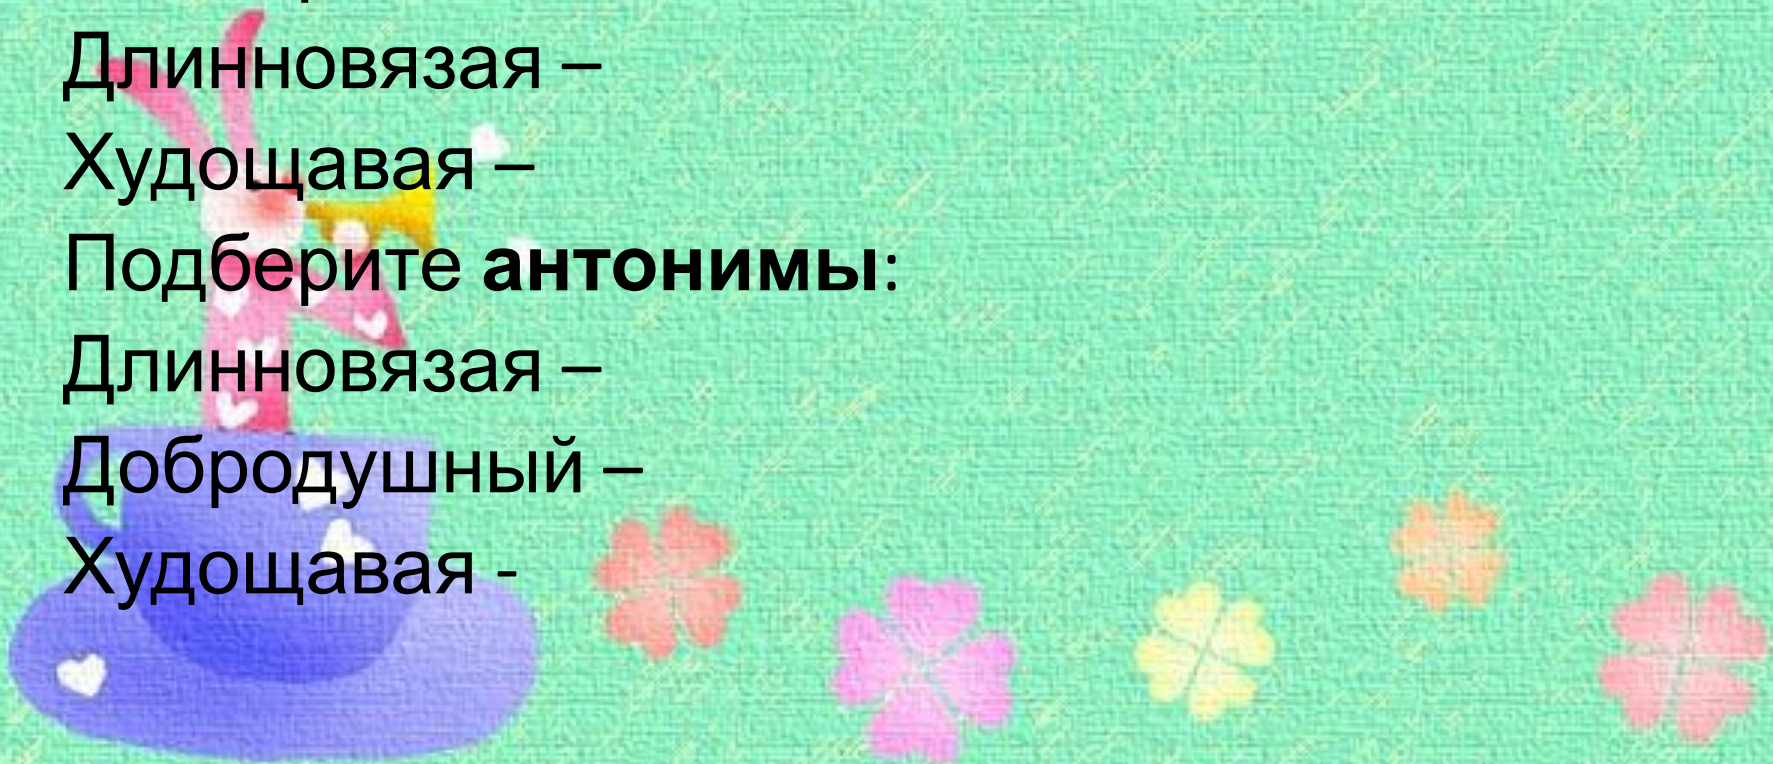 Длинновязая –
Худощавая –
Подберите антонимы:
Длинновязая –
Добродушный –
Худощавая -